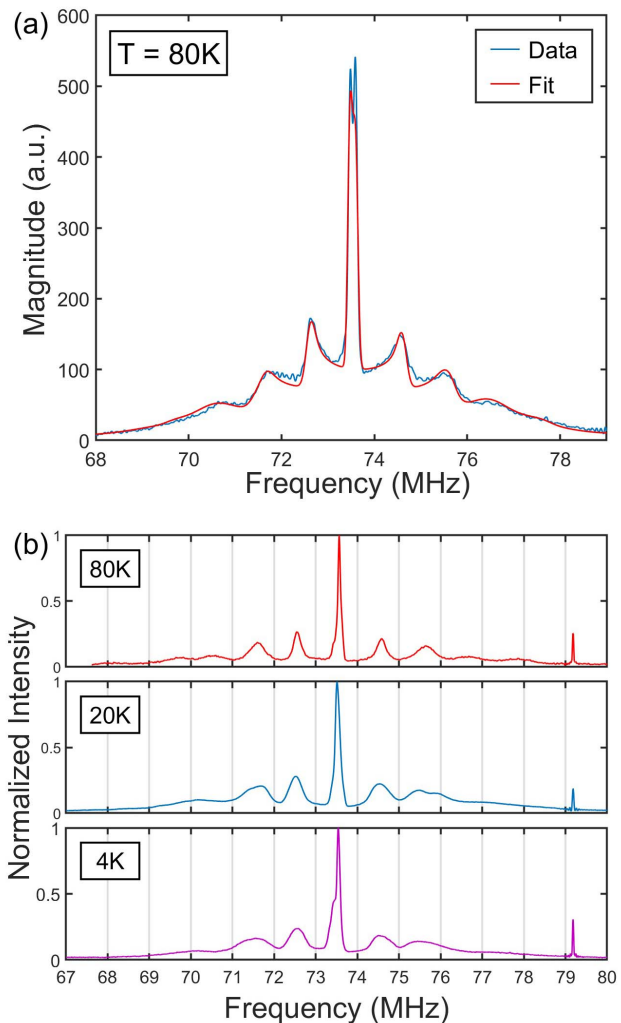 (a)
T = 80K
Data
Fit
Magnitude (a.u.)
600
500
400
300
200
100
0
68 70 72 74 76 78
Frequency (MHz)
(b)
Normalized Intensity
80K
1
0.5
0
20K
1
0.5
0
4K
1
0.5
0
67 68 69 70 71 72 73 74 75 76 77 78 79 80
Frequency (MHz)